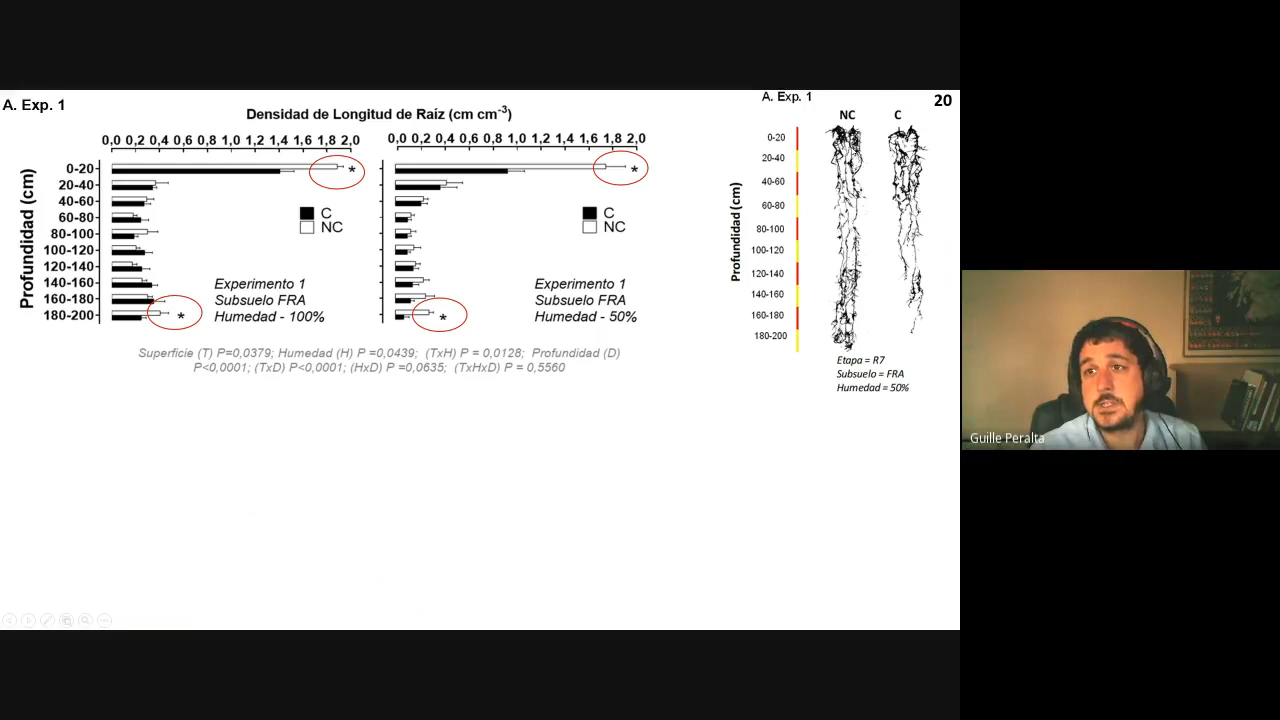 A. Exp. 1
Densidad de Longitud de Raíz (cm cm-3)
0,0 0,2 0,4 0,6 0,8 1,0 1,2 1,4 1,6 1,8 2,0
0,0 0,2 0,4 0,6 0,8 1,0 1,2 1,4 1,6 1,8 2,0
Profundidad (cm)
0-20
20-40
40-60
60-80
80-100
100-120
120-140
140-160
160-180
180-200
*
*
C
NC
Experimento 1
Subsuelo FRA
Humedad - 100%
*
*
C
NC
Experimento 1
Subsuelo FRA
Humedad - 50%
Superficie (T) P=0,0379; Humedad (H) P =0,0439; (TxH) P = 0,0128; Profundidad (D)
P<0,0001; (TxD) P<0,0001; (HxD) P =0,0635; (TxHxD) P = 0,5560
A. Exp. 1
20
NC C
Profundidad (cm)
0-20
20-40
40-60
60-80
80-100
100-120
120-140
140-160
160-180
180-200
Etapa = R7
Subsuelo = FRA
Humedad = 50%
Guille Peralta